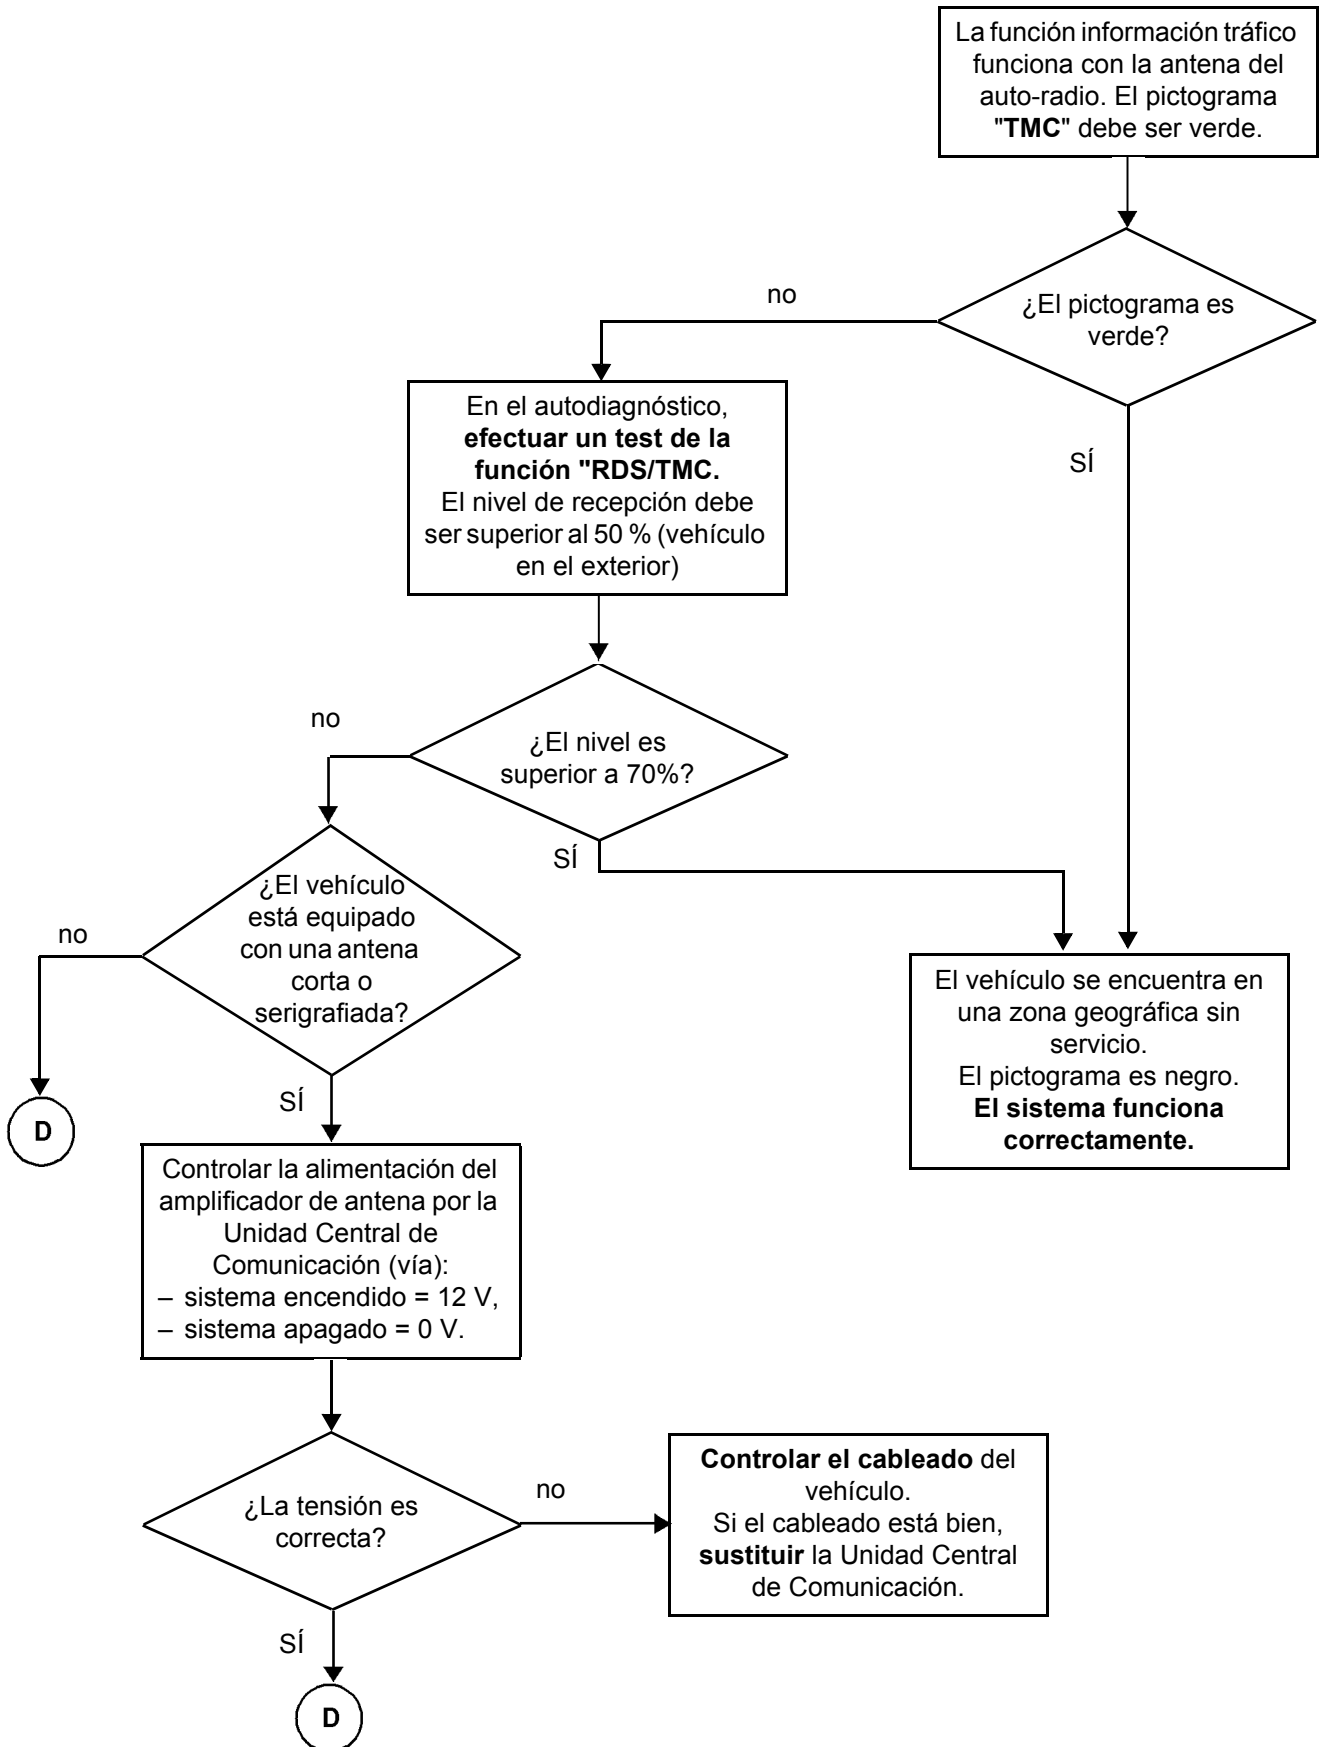 La función información tráfico
funciona con la antena del
auto-radio. El pictograma
"TMC" debe ser verde.
¿El pictograma es
verde?
no
SÍ
En el autodiagnóstico,
efectuar un test de la
función "RDS/TMC.
El nivel de recepción debe
ser superior al 50 % (vehículo
en el exterior)
¿El nivel es
superior a 70%?
no
SÍ
¿El vehículo
está equipado
con una antena
corta o
serigrafiada?
no
SÍ
D
El vehículo se encuentra en
una zona geográfica sin
servicio.
El pictograma es negro.
El sistema funciona
correctamente.
Controlar la alimentación del
amplificador de antena por la
Unidad Central de
Comunicación (vía):
– sistema encendido = 12 V,
– sistema apagado = 0 V.
¿La tensión es
correcta?
no
SÍ
Controlar el cableado del
vehículo.
Si el cableado está bien,
sustituir la Unidad Central
de Comunicación.
D